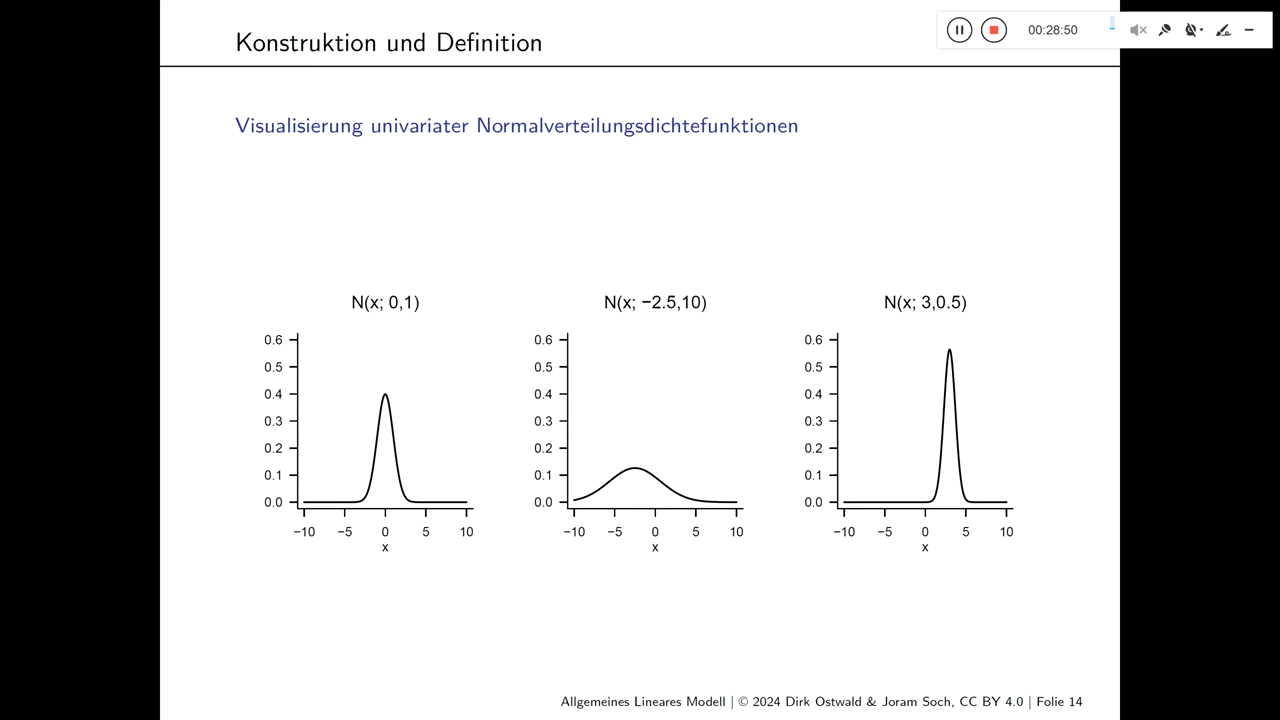 Konstruktion und Definition
00:28:50
Visualisierung univariater Normalverteilungsdichtefunktionen
N(x; 0,1)
0.6
0.5
0.4
0.3
0.2
0.1
0.0
−10 −5 0 5 10
x
N(x; −2.5,10)
0.6
0.5
0.4
0.3
0.2
0.1
0.0
−10 −5 0 5 10
x
N(x; 3,0.5)
0.6
0.5
0.4
0.3
0.2
0.1
0.0
−10 −5 0 5 10
x
Allgemeines Lineares Modell | © 2024 Dirk Ostwald & Joram Soch, CC BY 4.0 | Folie 14